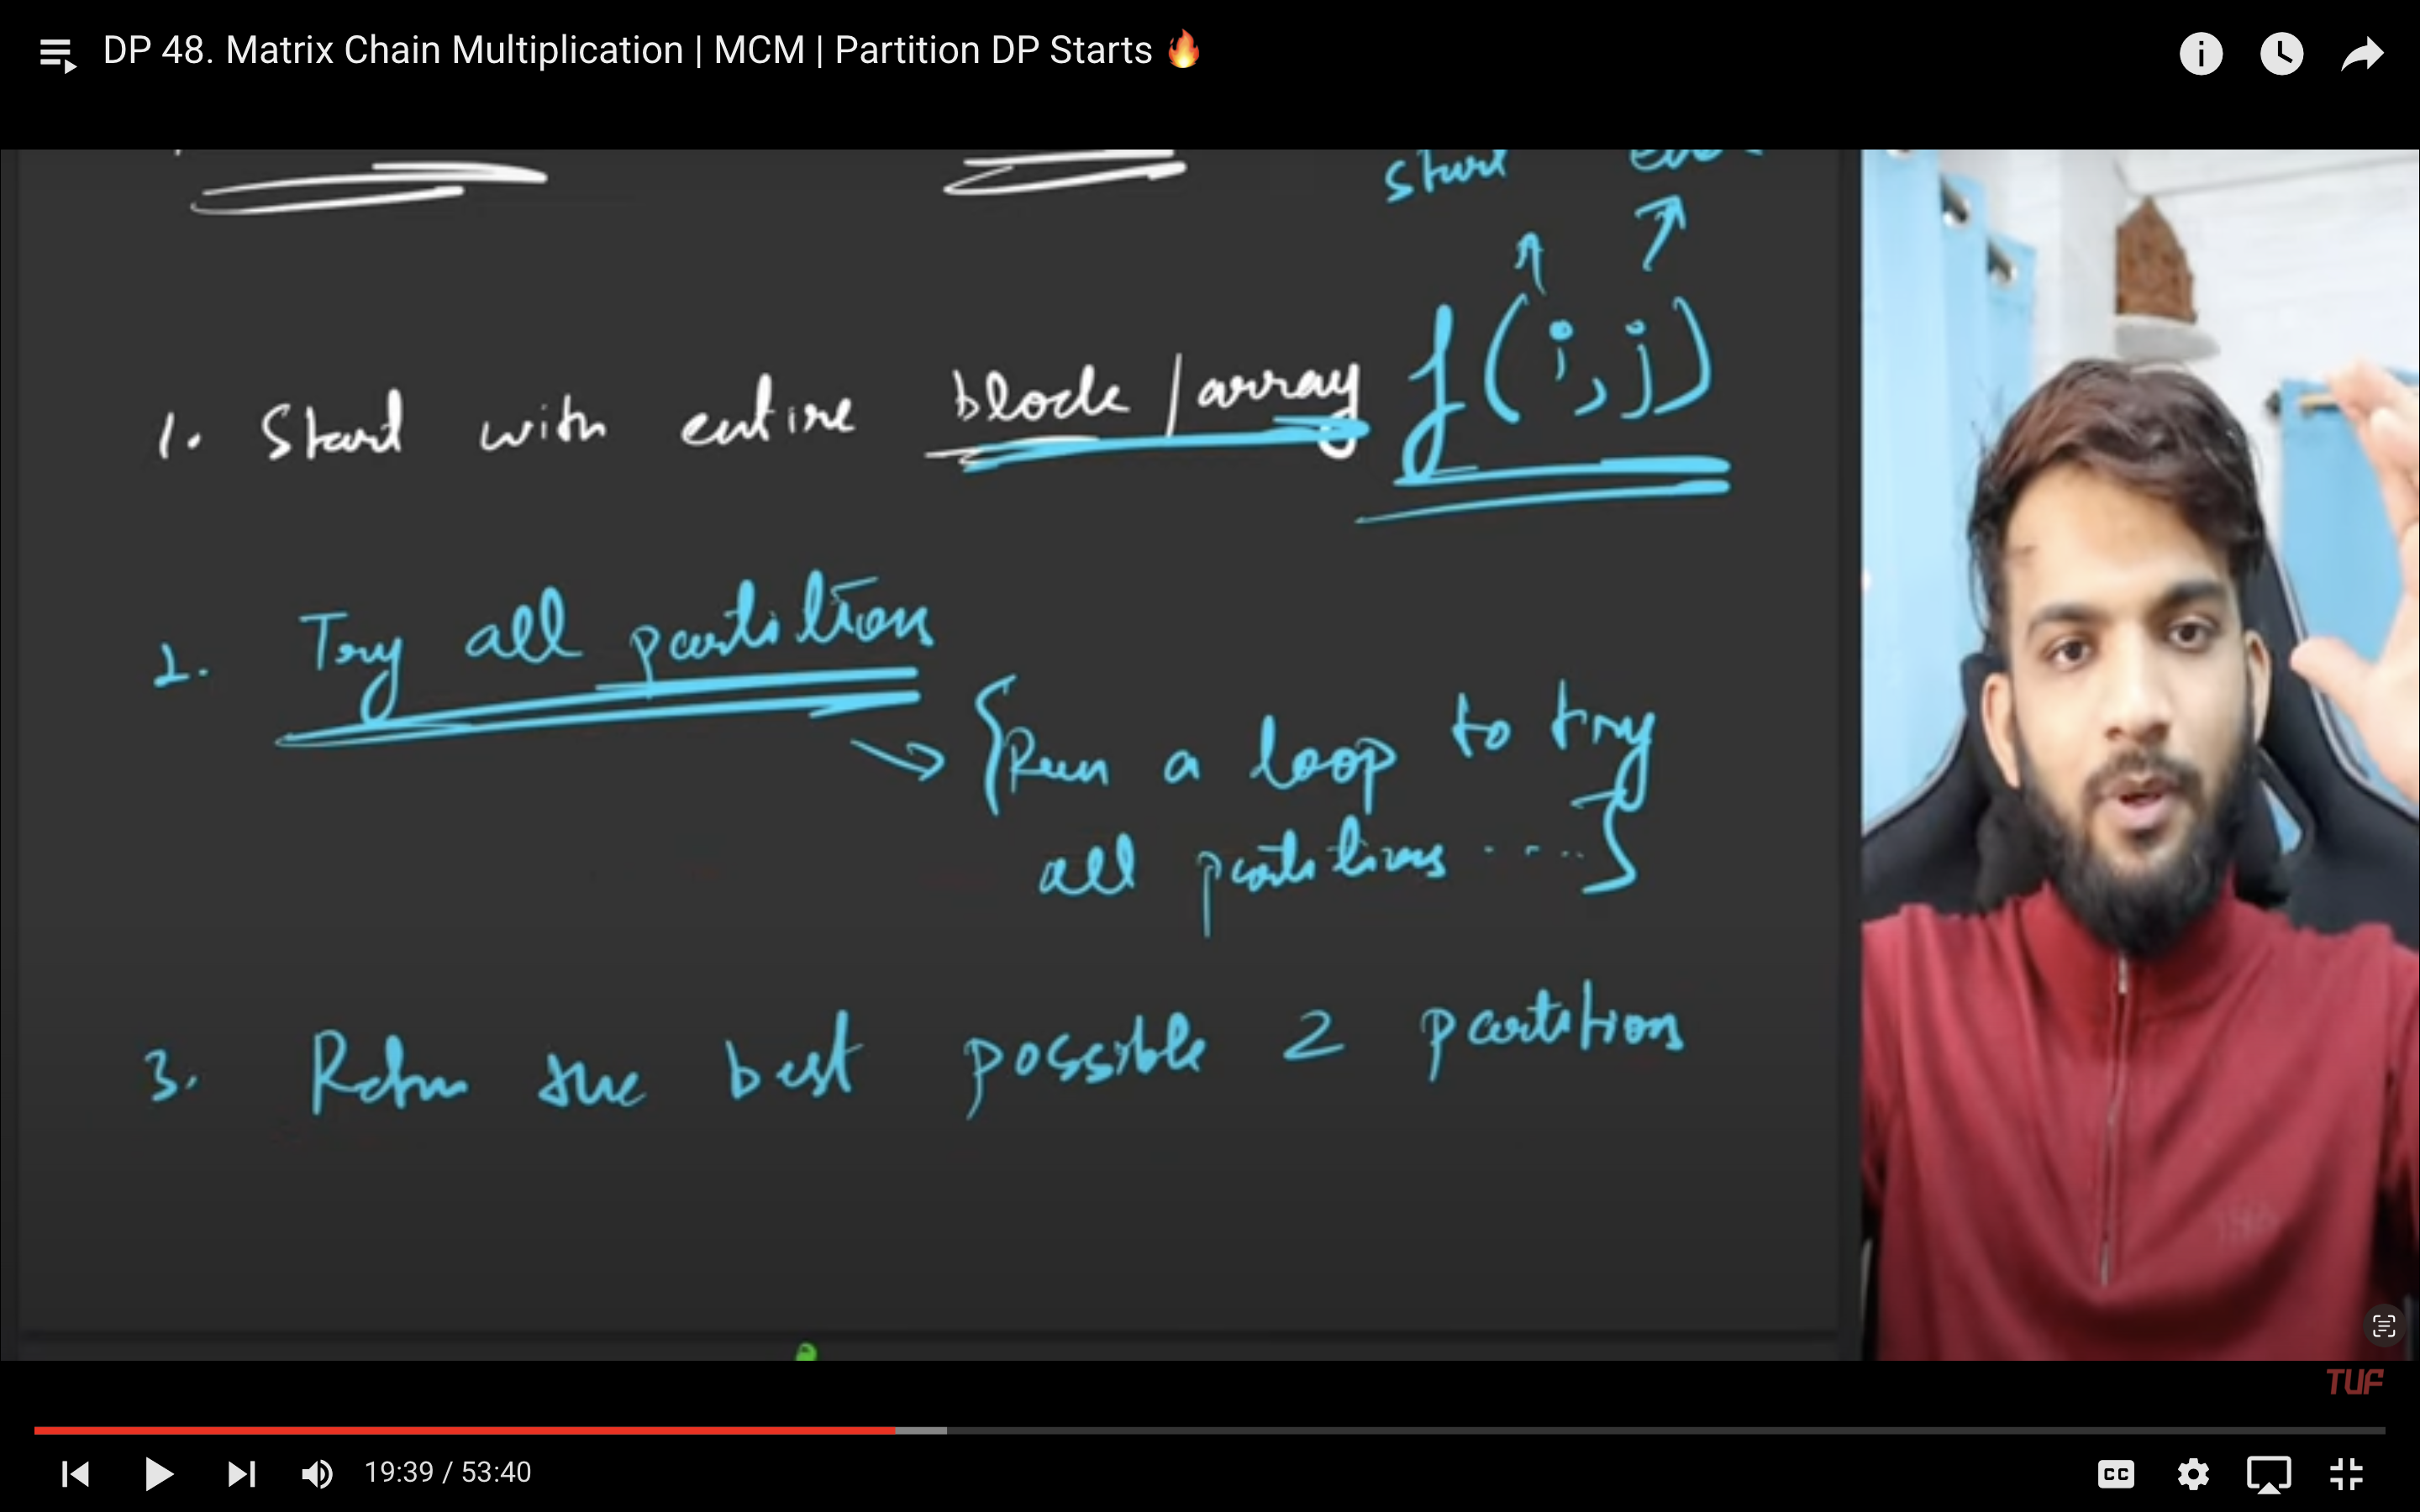 DP 48. Matrix Chain Multiplication | MCM | Partition DP Starts 🔥
start end
1. Start with entire block / array f(i, j)
2. Try all partition
→ {Run a loop to try
all partitions ....}
3. Return the best possible 2 partition
TUF
19:39 / 53:40
CC